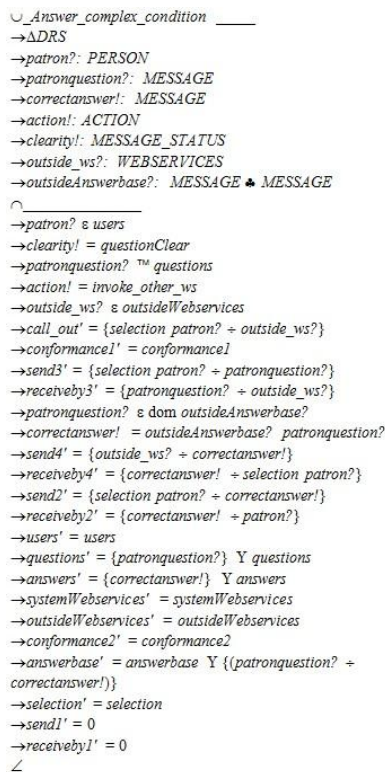 ∪_Answer_complex_condition _____
→ΔDRS
→patron?: PERSON
→patronquestion?: MESSAGE
→correctanswer!: MESSAGE
→action!: ACTION
→clearity!: MESSAGE_STATUS
→outside_ws?: WEBSERVICES
→outsideAnswerbase?: MESSAGE ♣ MESSAGE
∩______________
→patron? ε users
→clearity! = questionClear
→patronquestion? ™ questions
→action! = invoke_other_ws
→outside_ws? ε outsideWebservices
→call_out' = {selection patron? ÷ outside_ws?}
→conformance1' = conformance1
→send3' = {selection patron? ÷ patronquestion?}
→receiveby3' = {patronquestion? ÷ outside_ws?}
→patronquestion? ε dom outsideAnswerbase?
→correctanswer! = outsideAnswerbase? patronquestion?
→send4' = {outside_ws? ÷ correctanswer!}
→receiveby4' = {correctanswer! ÷ selection patron?}
→send2' = {selection patron? ÷ correctanswer!}
→receiveby2' = {correctanswer! ÷ patron?}
→users' = users
→questions' = {patronquestion?} Υ questions
→answers' = {correctanswer!} Υ answers
→systemWebservices' = systemWebservices
→outsideWebservices' = outsideWebservices
→conformance2' = conformance2
→answerbase' = answerbase Υ {(patronquestion? ÷
correctanswer!)}
→selection' = selection
→send1' = 0
→receiveby1' = 0
∠